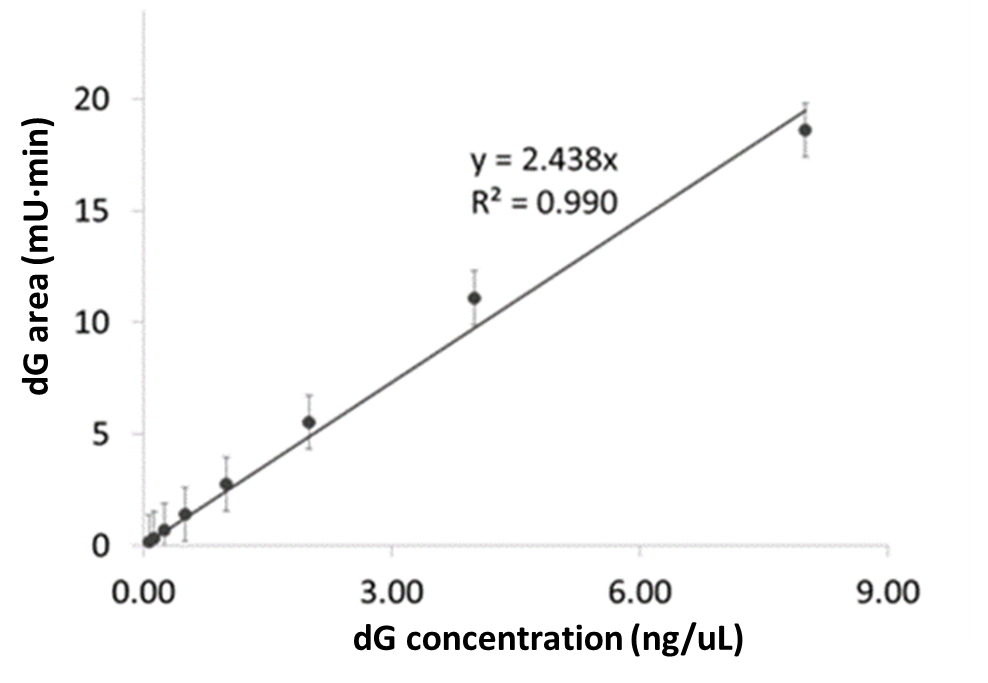 dG area (mU·min)
20
15
10
5
0
y = 2.438x
R² = 0.990
0.00 3.00 6.00 9.00
dG concentration (ng/uL)